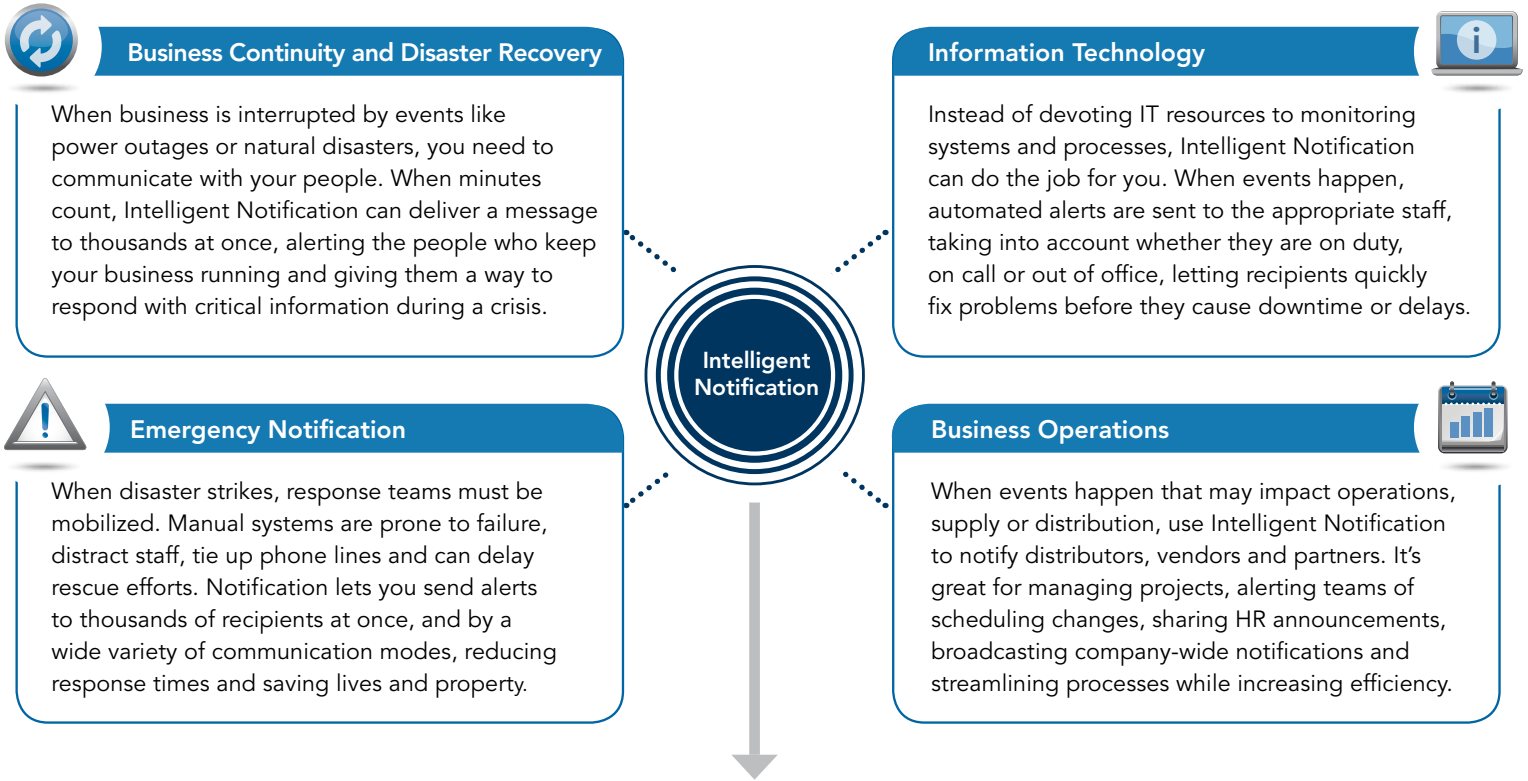 Business Continuity and Disaster Recovery
When business is interrupted by events like
power outages or natural disasters, you need to
communicate with your people. When minutes
count, Intelligent Notification can deliver a message
to thousands at once, alerting the people who keep
your business running and giving them a way to
respond with critical information during a crisis.
Information Technology
i
Instead of devoting IT resources to monitoring
systems and processes, Intelligent Notification
can do the job for you. When events happen,
automated alerts are sent to the appropriate staff,
taking into account whether they are on duty,
on call or out of office, letting recipients quickly
fix problems before they cause downtime or delays.
Intelligent
Notification
!
Emergency Notification
When disaster strikes, response teams must be
mobilized. Manual systems are prone to failure,
distract staff, tie up phone lines and can delay
rescue efforts. Notification lets you send alerts
to thousands of recipients at once, and by a
wide variety of communication modes, reducing
response times and saving lives and property.
Business Operations
When events happen that may impact operations,
supply or distribution, use Intelligent Notification
to notify distributors, vendors and partners. It’s
great for managing projects, alerting teams of
scheduling changes, sharing HR announcements,
broadcasting company-wide notifications and
streamlining processes while increasing efficiency.